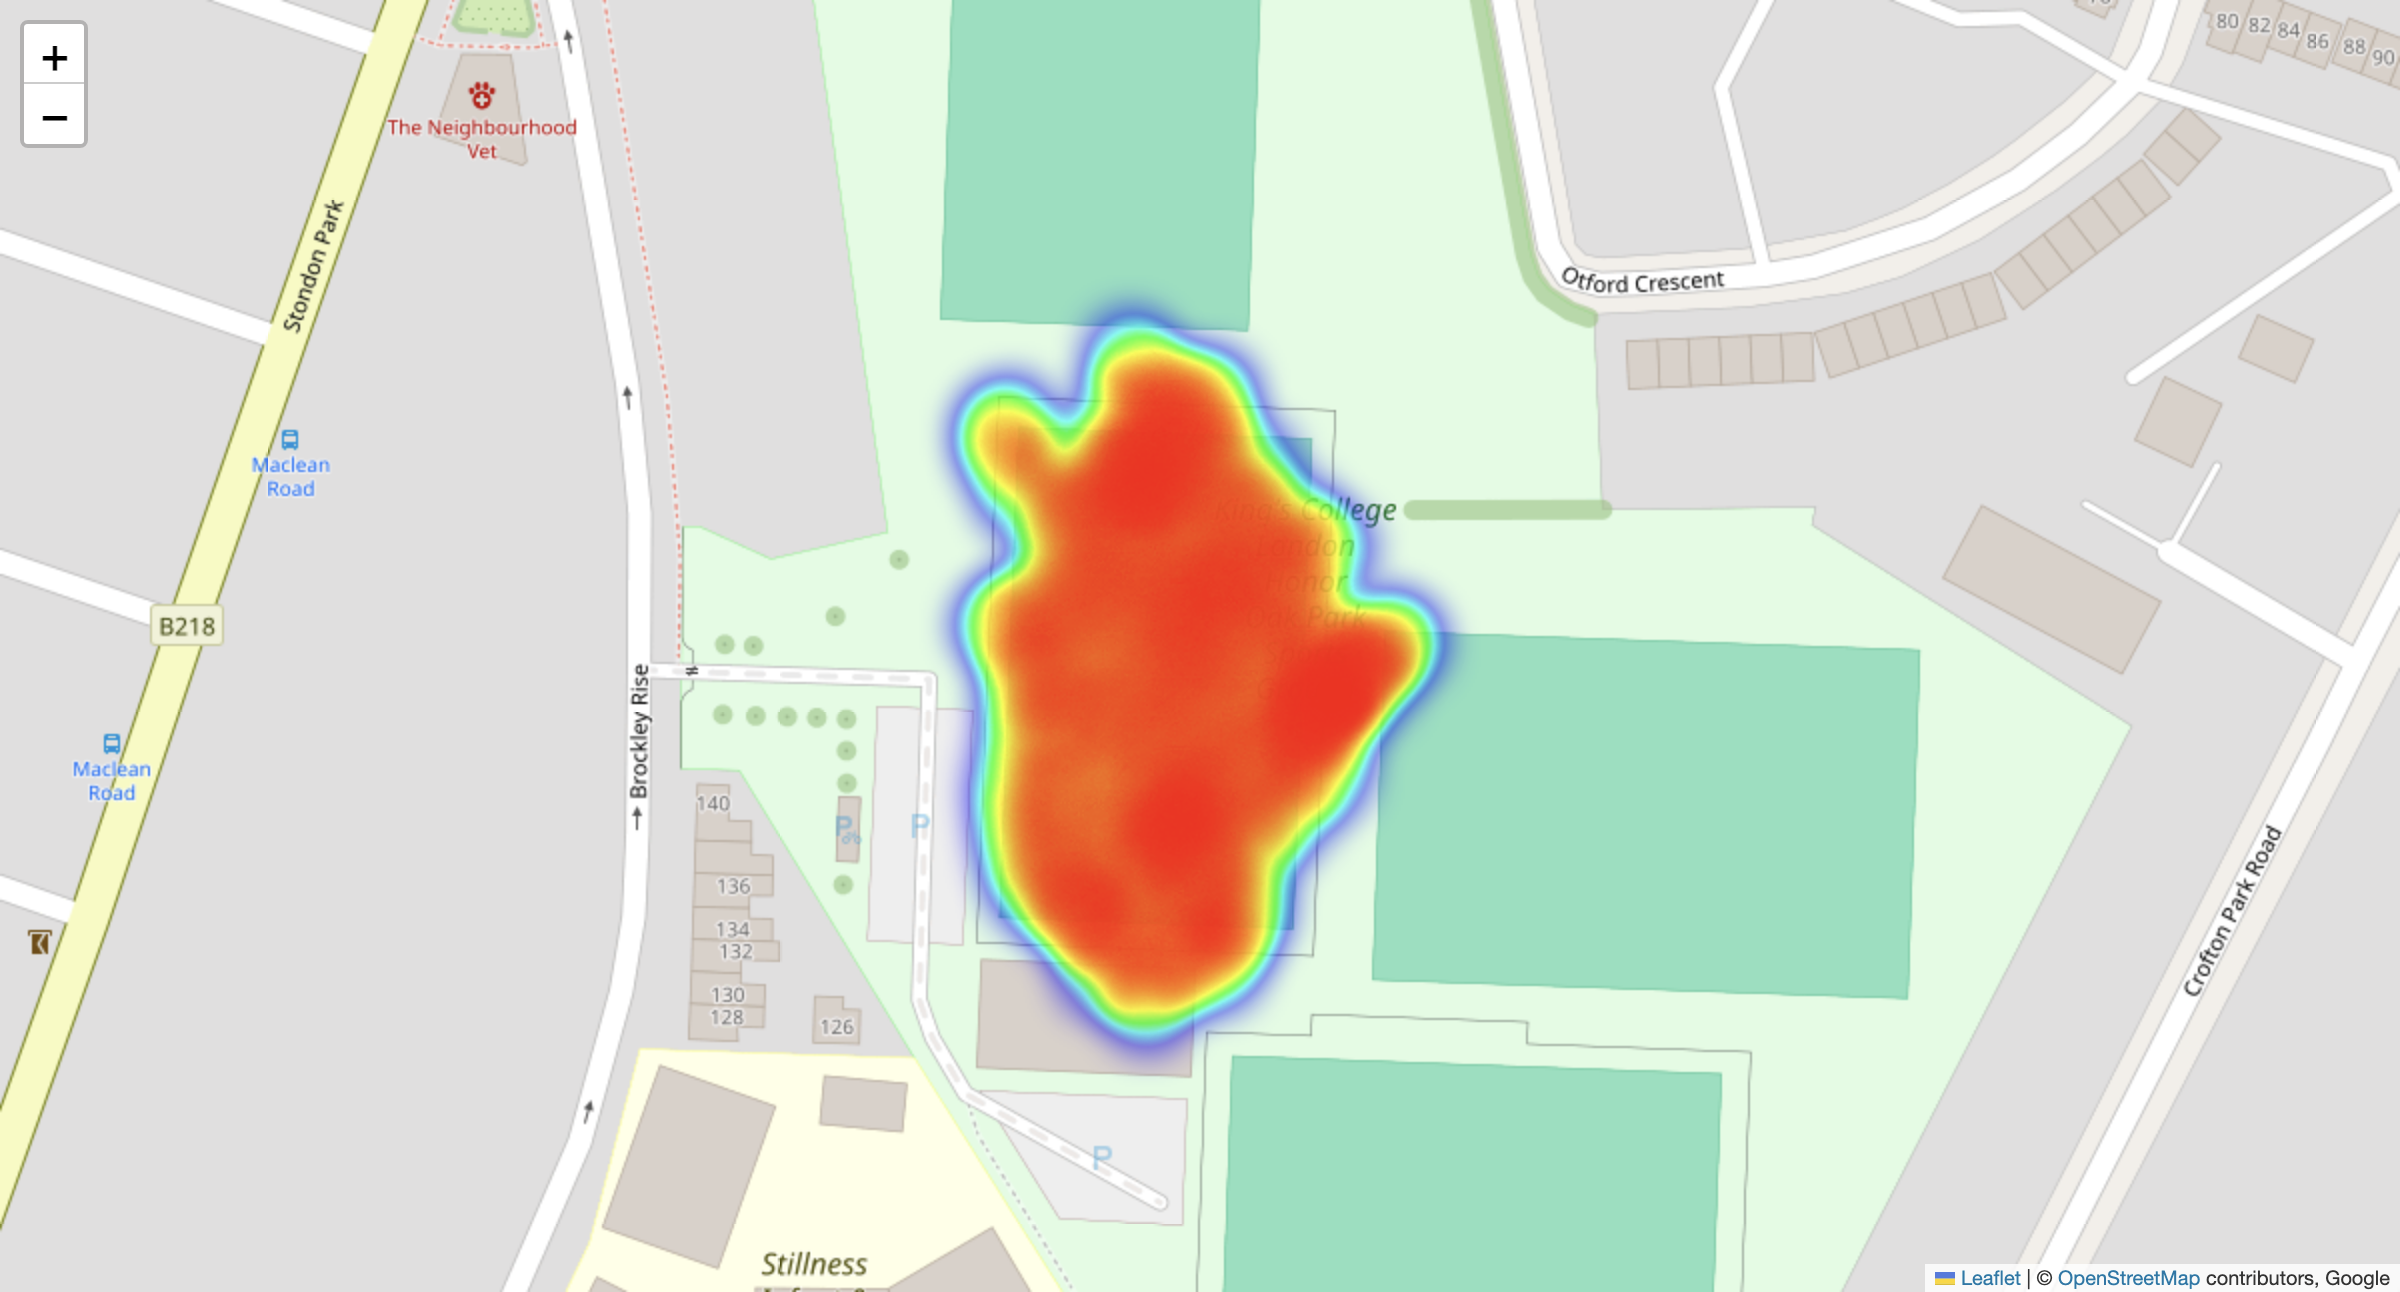 +
−
The Neighbourhood
Vet
80
82
84
86
88
90
Stondon Park
Otford Crescent
Maclean
Road
King's College
London
Honor
Oak Park
B218
Brockley Rise
Maclean
Road
P
P
140
136
134
132
130
128
126
Crofton Park Road
P
Stillness
Leaflet | © OpenStreetMap contributors, Google